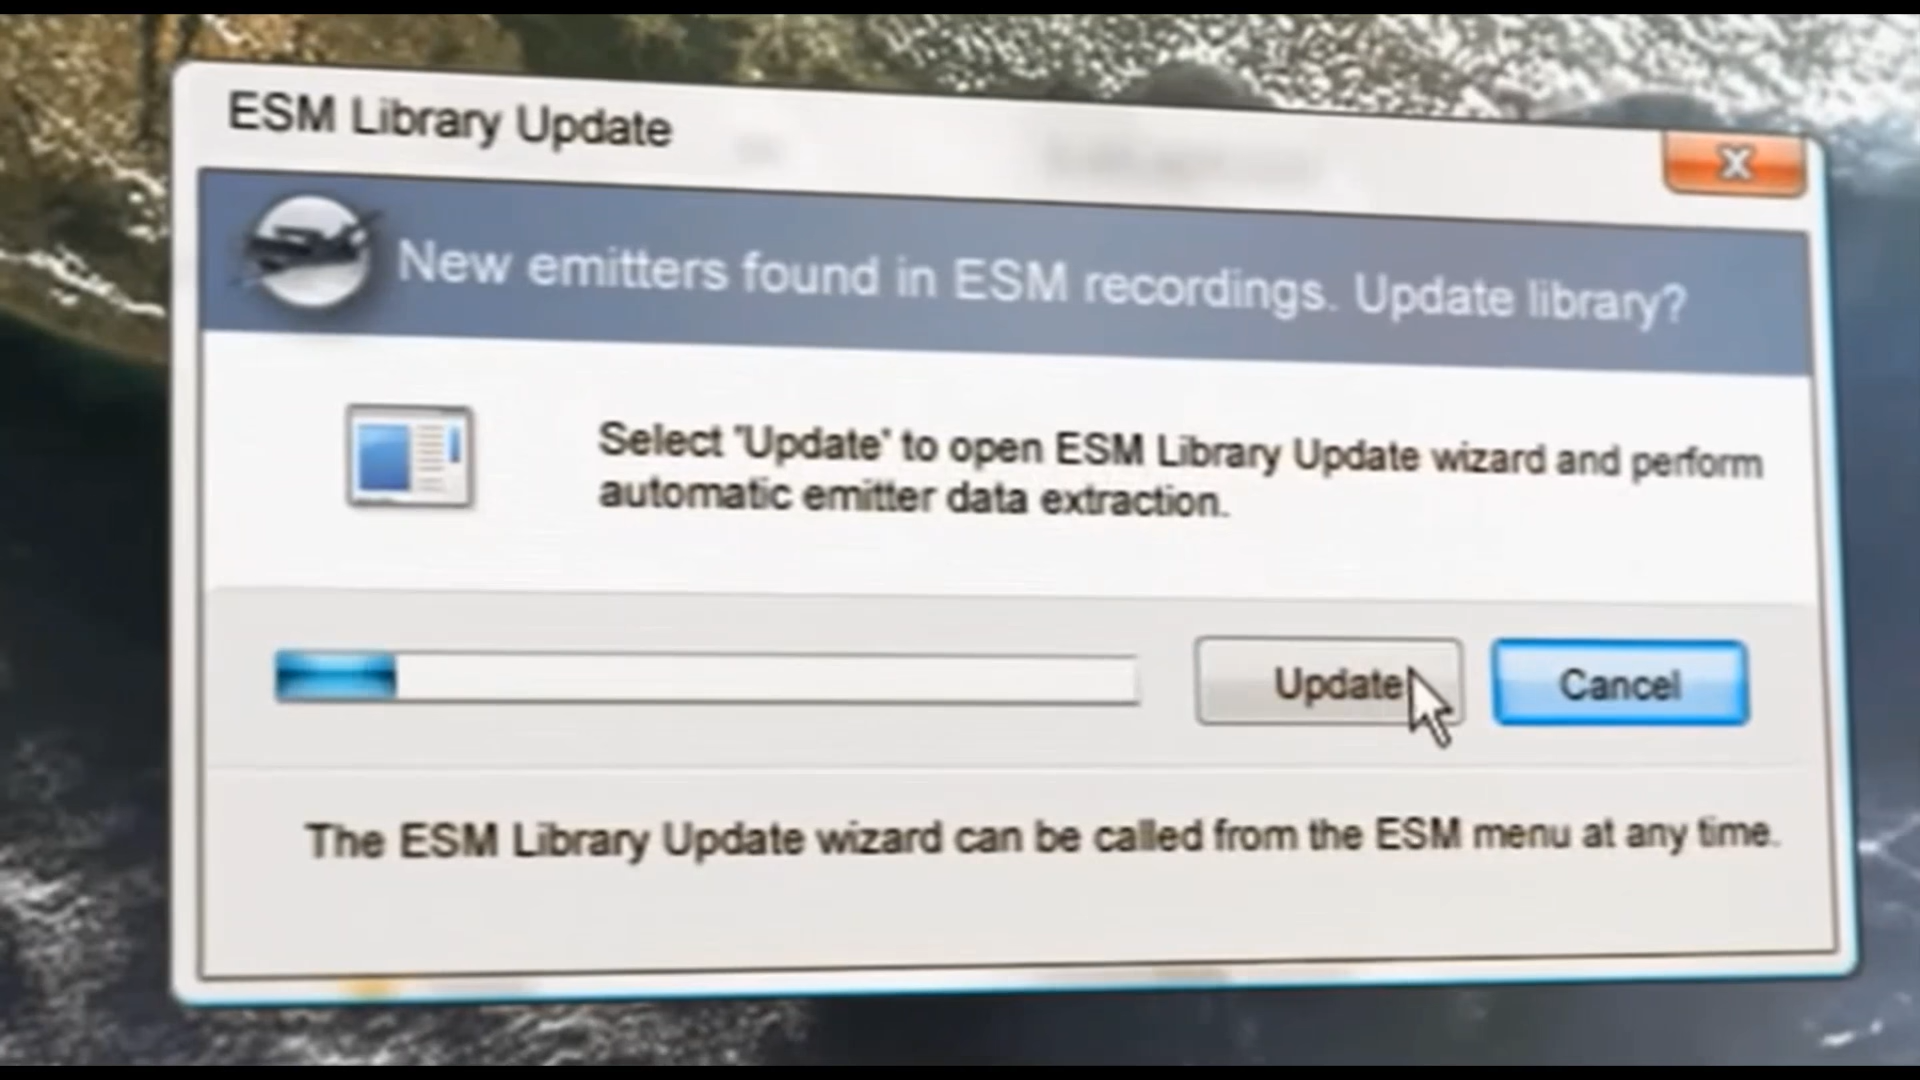 ESM Library Update
X
New emitters found in ESM recordings. Update library?
Select 'Update' to open ESM Library Update wizard and perform
automatic emitter data extraction.
Update
Cancel
The ESM Library Update wizard can be called from the ESM menu at any time.